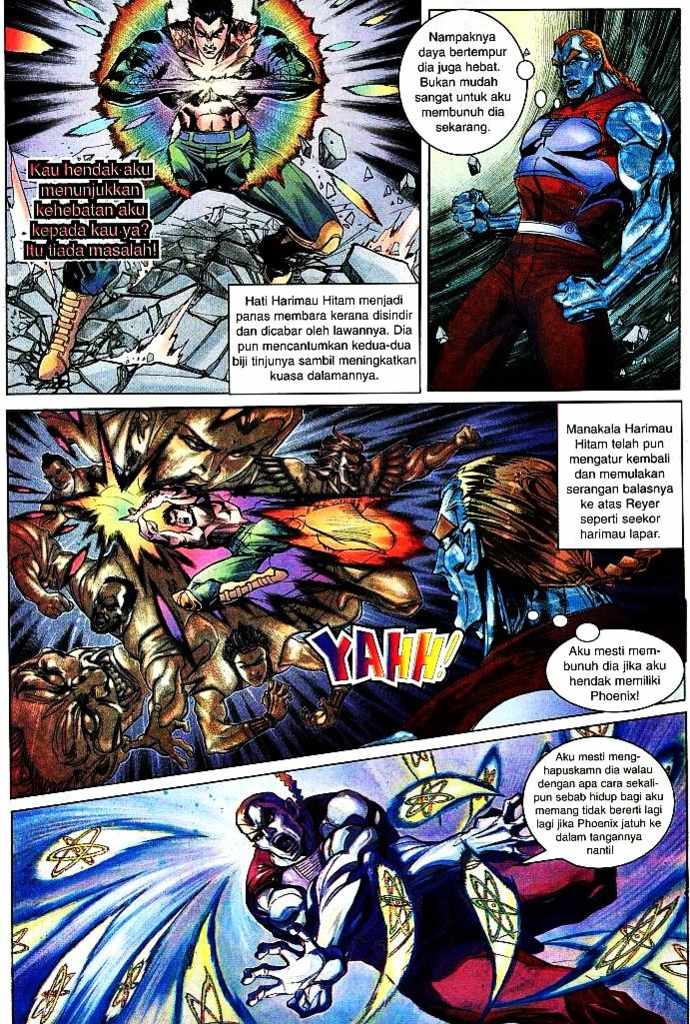 Kau hendak aku
menunjukkan
kehebatan aku
kepada kau ya?
Itu tiada masalah!
Hati Harimau Hitam menjadi
panas membara kerana disindir
dan dicabar oleh lawannya. Dia
pun mencantumkan kedua-dua
biji tinjunya sambil meningkatkan
kuasa dalamannya.
Nampaknya
daya bertempur
dia juga hebat.
Bukan mudah
sangat untuk aku
membunuh dia
sekarang.
Manakala Harimau
Hitam telah pun
mengatur kembali
dan memulakan
serangan balasnya
ke atas Reyer
seperti seekor
harimau lapar.
YAHH!
Aku mesti mem-
bunuh dia jika aku
hendak memiliki
Phoenix!
Aku mesti meng-
hapuskamn dia walau
dengan apa cara sekali-
pun sebab hidup bagi aku
memang tidak bererti lagi
lagi jika Phoenix jatuh ke
dalam tangannya
nanti!